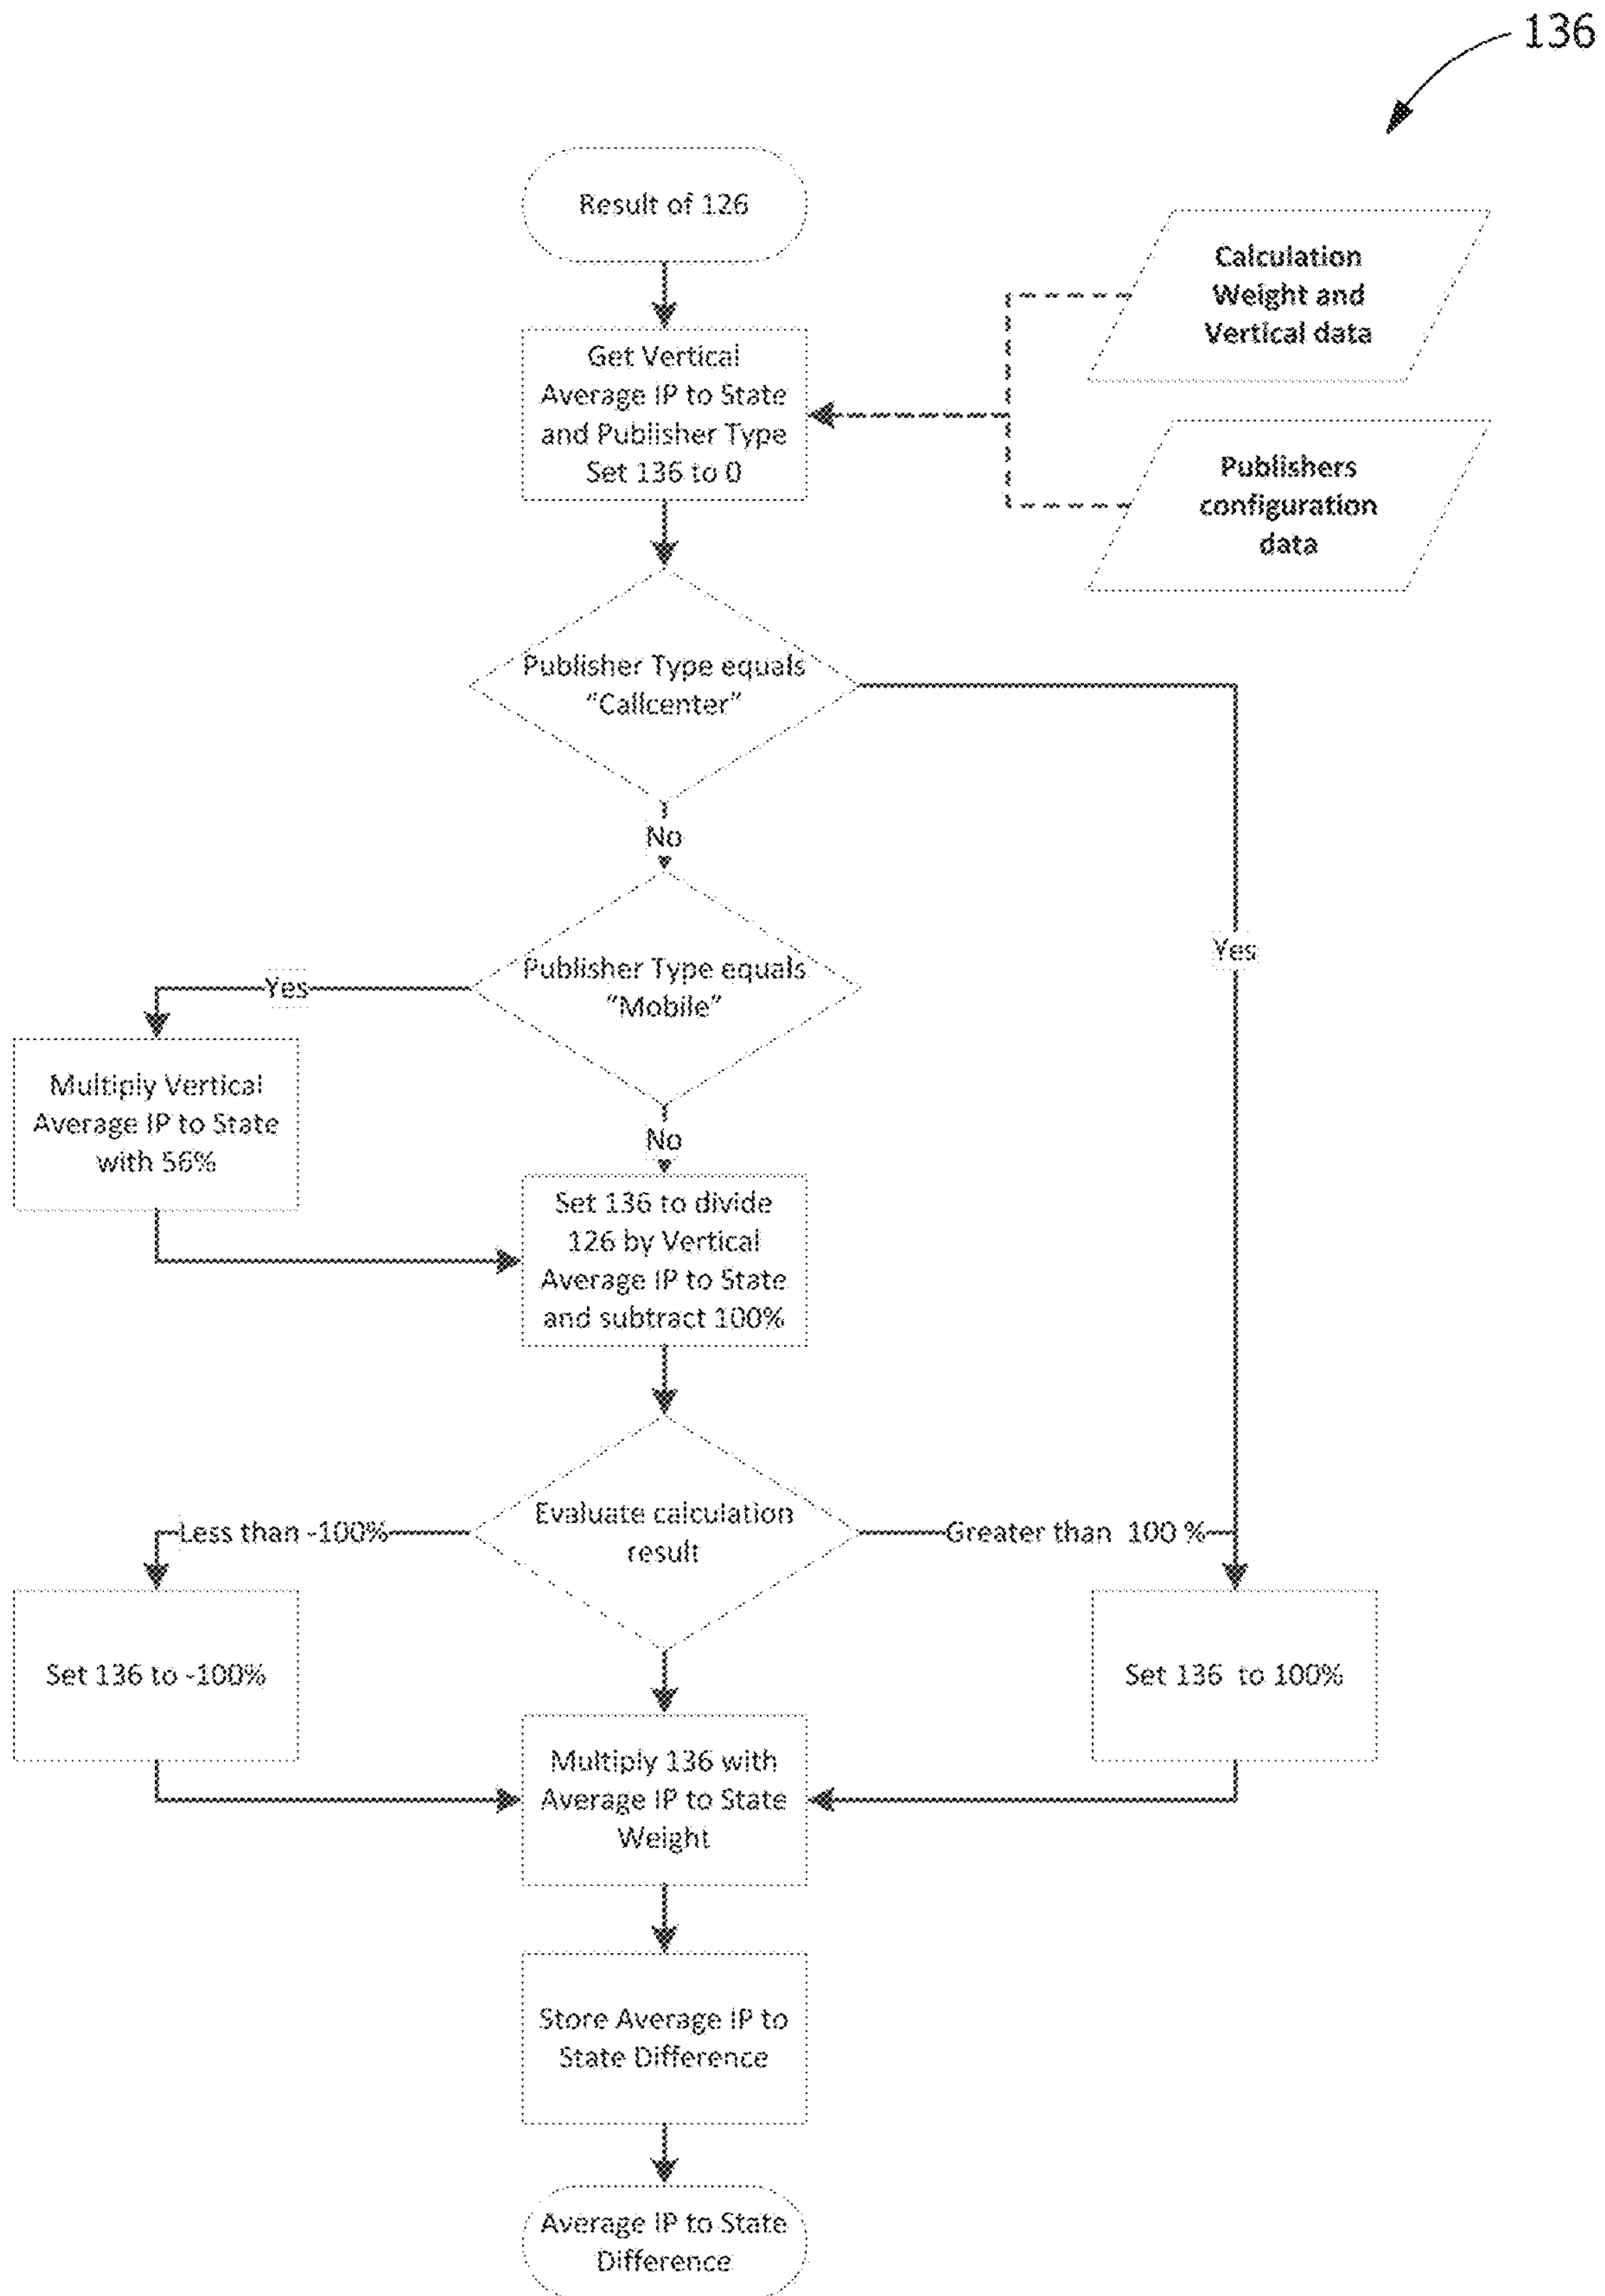 136
Result of 126
Calculation
Weight and
Vertical data
Get Vertical
Average IP to State
and Publisher Type
Set 136 to 0
Publishers
configuration
data
Publisher Type equals
“Callcenter”
No
Yes
Publisher Type equals
“Mobile”
Yes
Multiply Vertical
Average IP to State
with 56%
No
Set 136 to divide
126 by Vertical
Average IP to State
and subtract 100%
Evaluate calculation
result
Less than -100%
Greater than 100 %
Set 136 to -100%
Set 136 to 100%
Multiply 136 with
Average IP to State
Weight
Store Average IP to
State Difference
Average IP to State
Difference